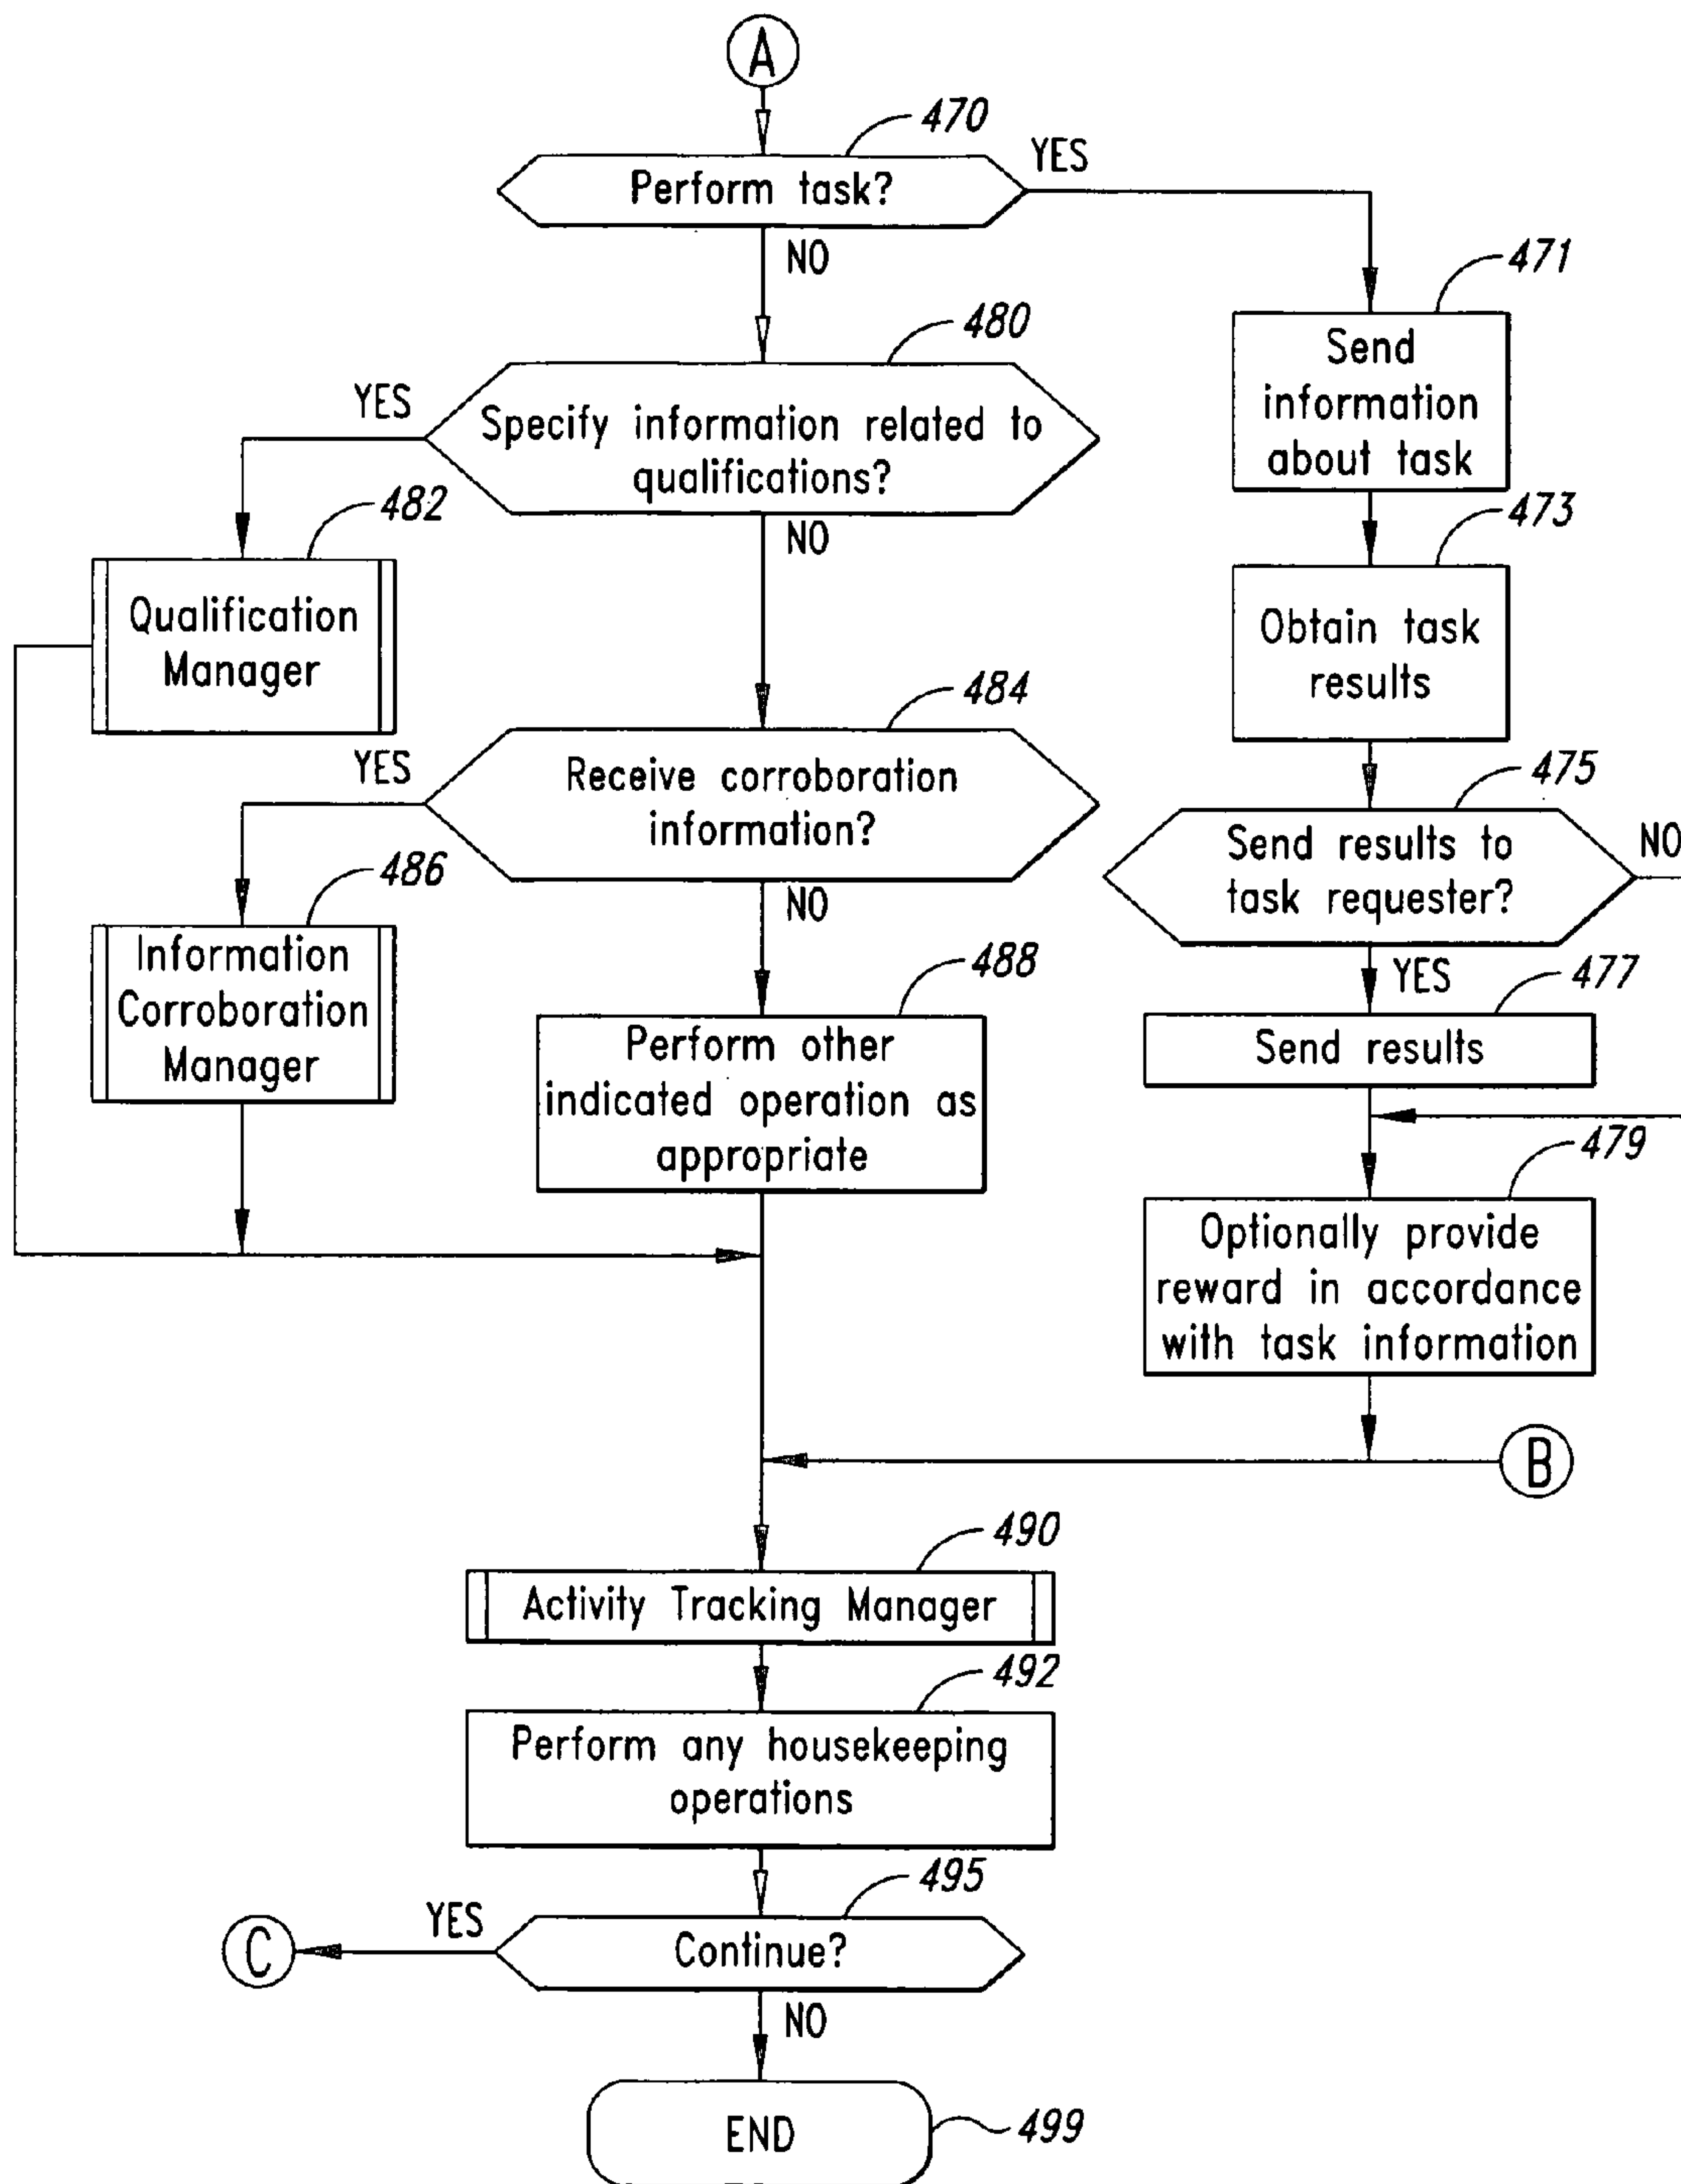 A
470
Perform task?
YES
NO
471
Send
information
about task
480
YES
Specify information related to
qualifications?
NO
482
Qualification
Manager
473
Obtain task
results
484
YES
Receive corroboration
information?
NO
475
Send results to
task requester?
NO
YES
486
Information
Corroboration
Manager
488
Perform other
indicated operation as
appropriate
477
Send results
479
Optionally provide
reward in accordance
with task information
B
490
Activity Tracking Manager
492
Perform any housekeeping
operations
495
YES
C
Continue?
NO
END
499